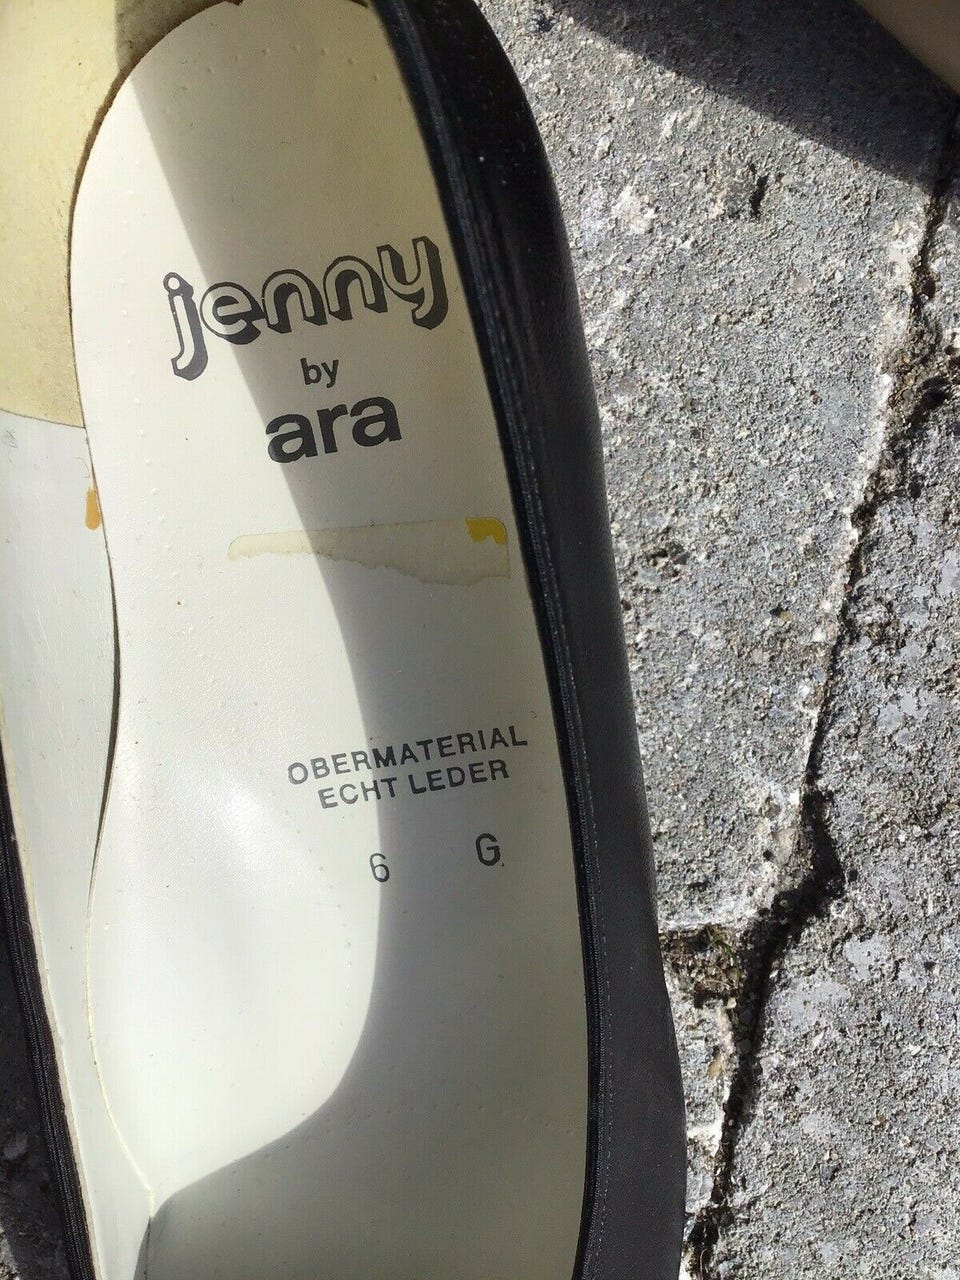 jenny
by
ara
OBERMATERIAL
ECHT LEDER
6 G